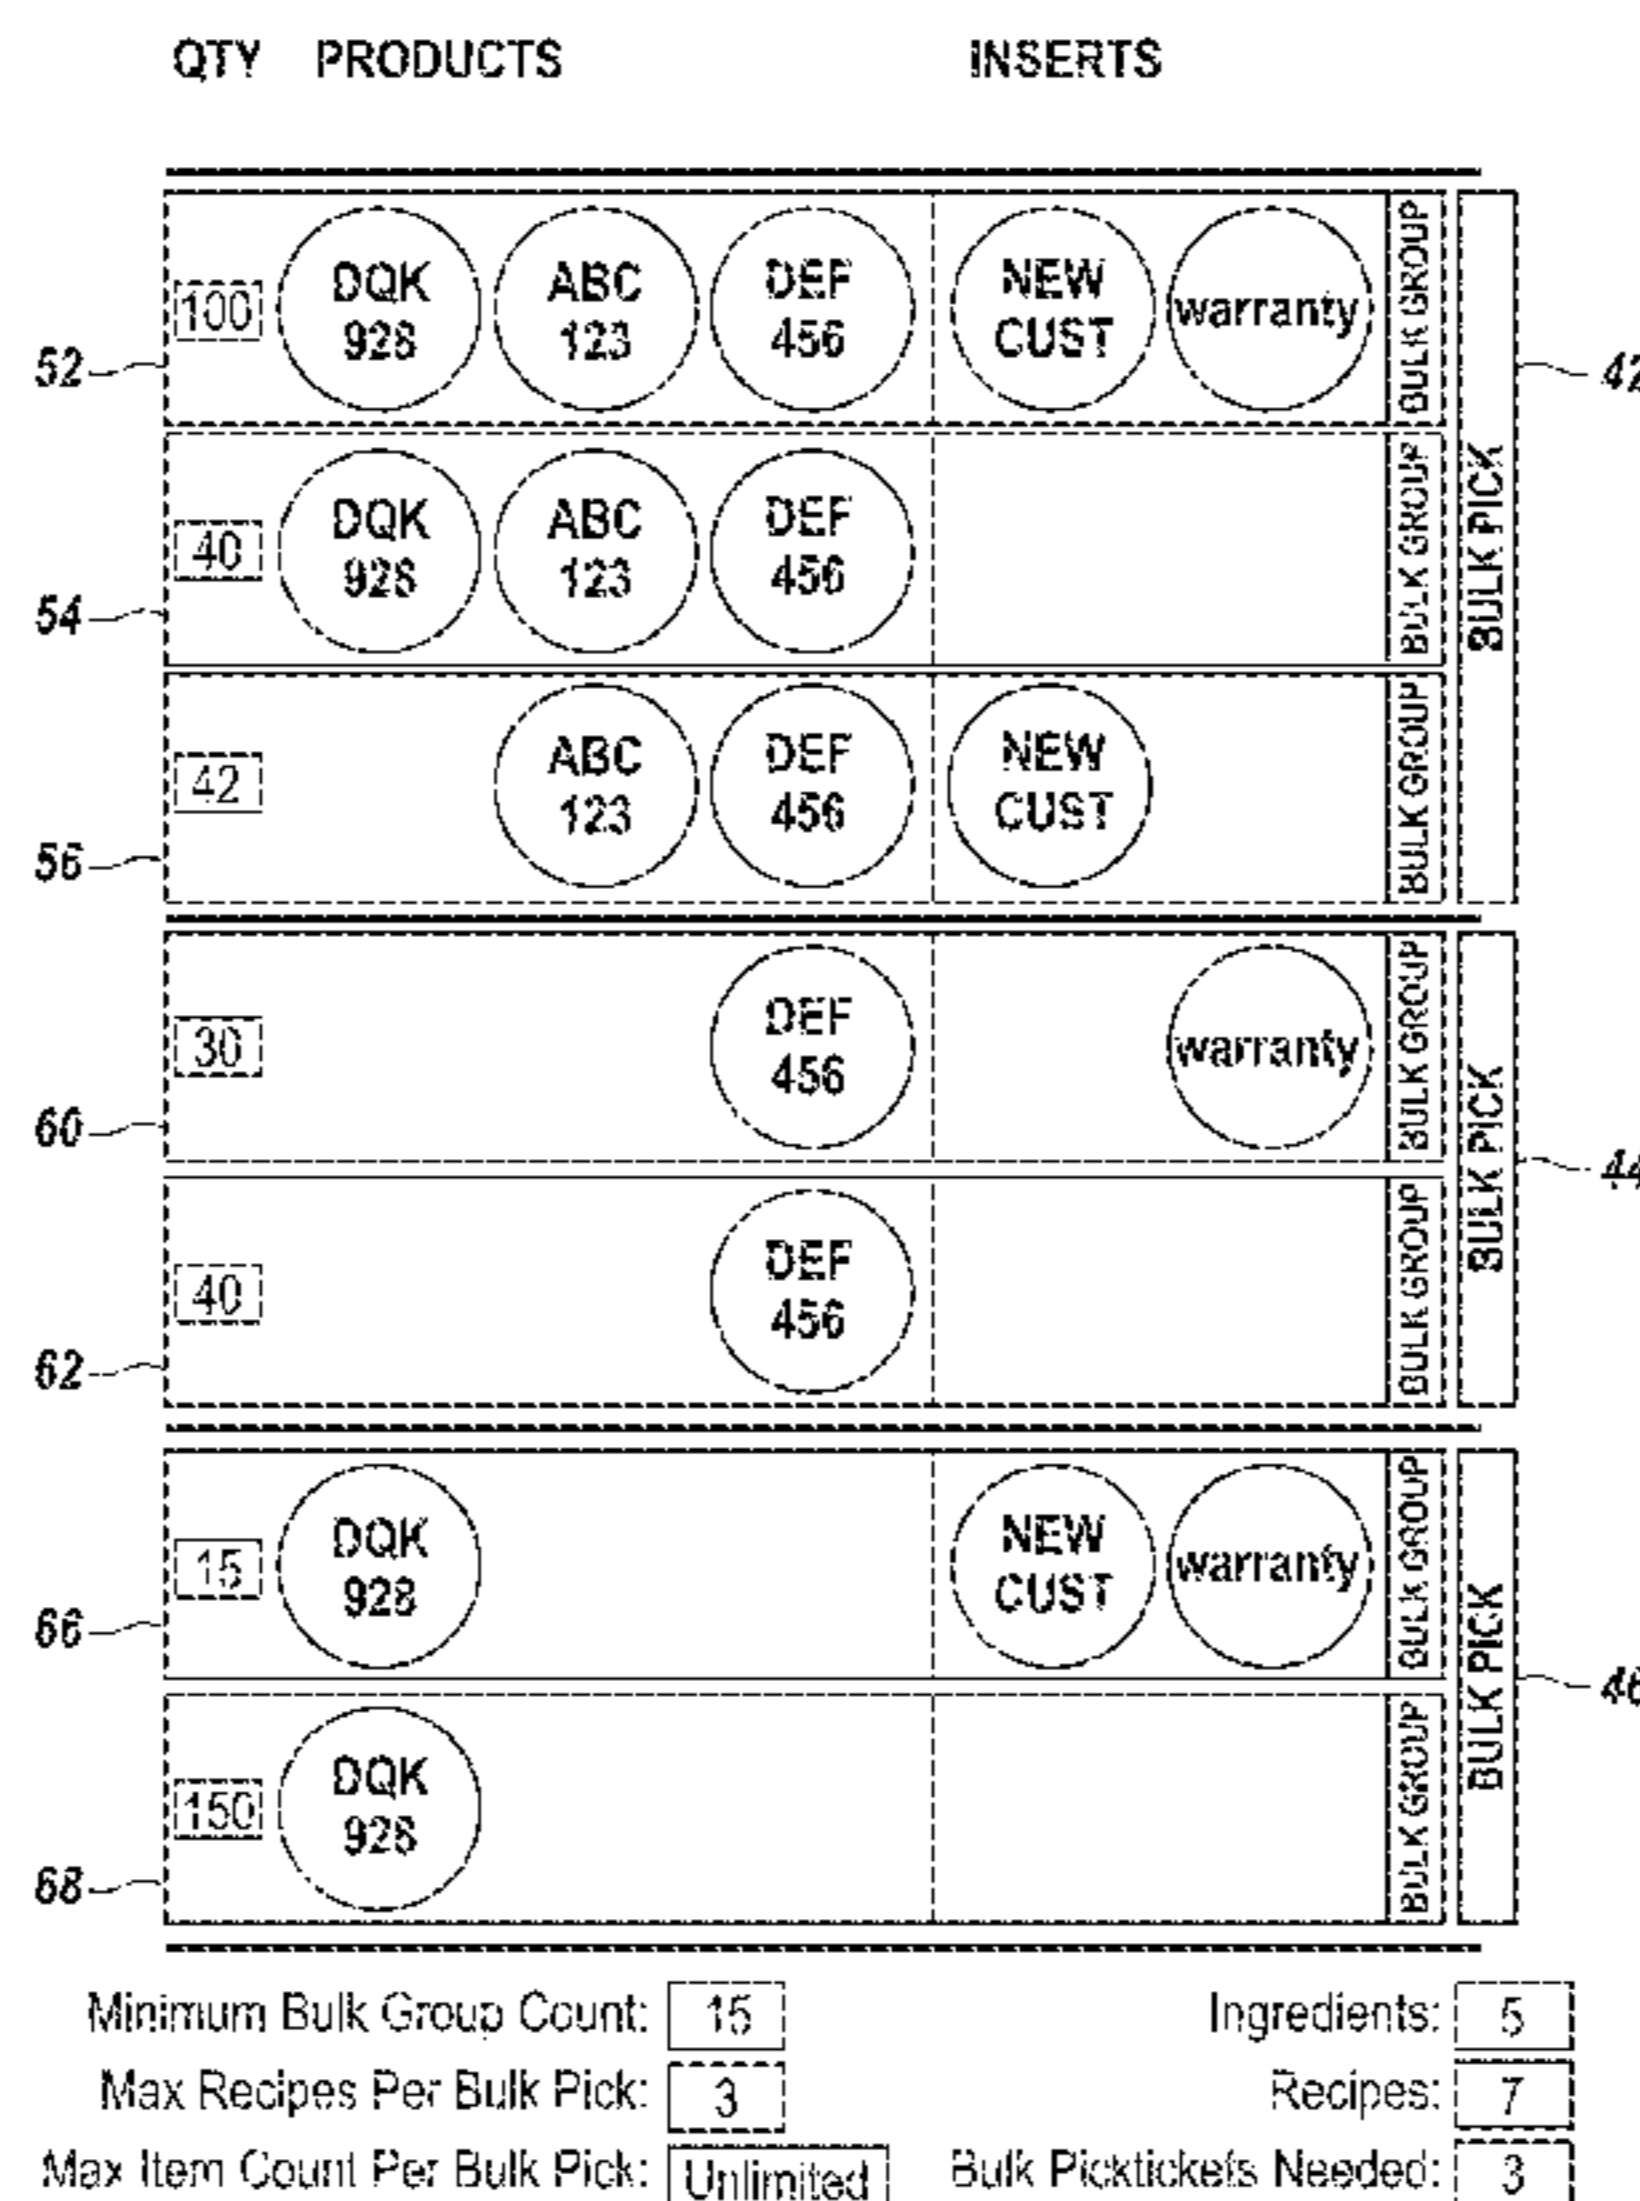 QTY PRODUCTS INSERTS
100 DQK 928 ABC 123 DEF 456 NEW CUST warranty BULK GROUP
52
42
40 DQK 928 ABC 123 DEF 456 BULK GROUP
54
BULK PICK
42 ABC 123 DEF 456 NEW CUST BULK GROUP
56
30 DEF 456 warranty BULK GROUP
60
44
BULK PICK
40 DEF 456 BULK GROUP
62
15 DQK 928 NEW CUST warranty BULK GROUP
66
46
BULK PICK
150 DQK 928 BULK GROUP
68
Minimum Bulk Group Count: 15 Ingredients: 5
Max Recipes Per Bulk Pick: 3 Recipes: 7
Max Item Count Per Bulk Pick: Unlimited Bulk Picktickets Needed: 3